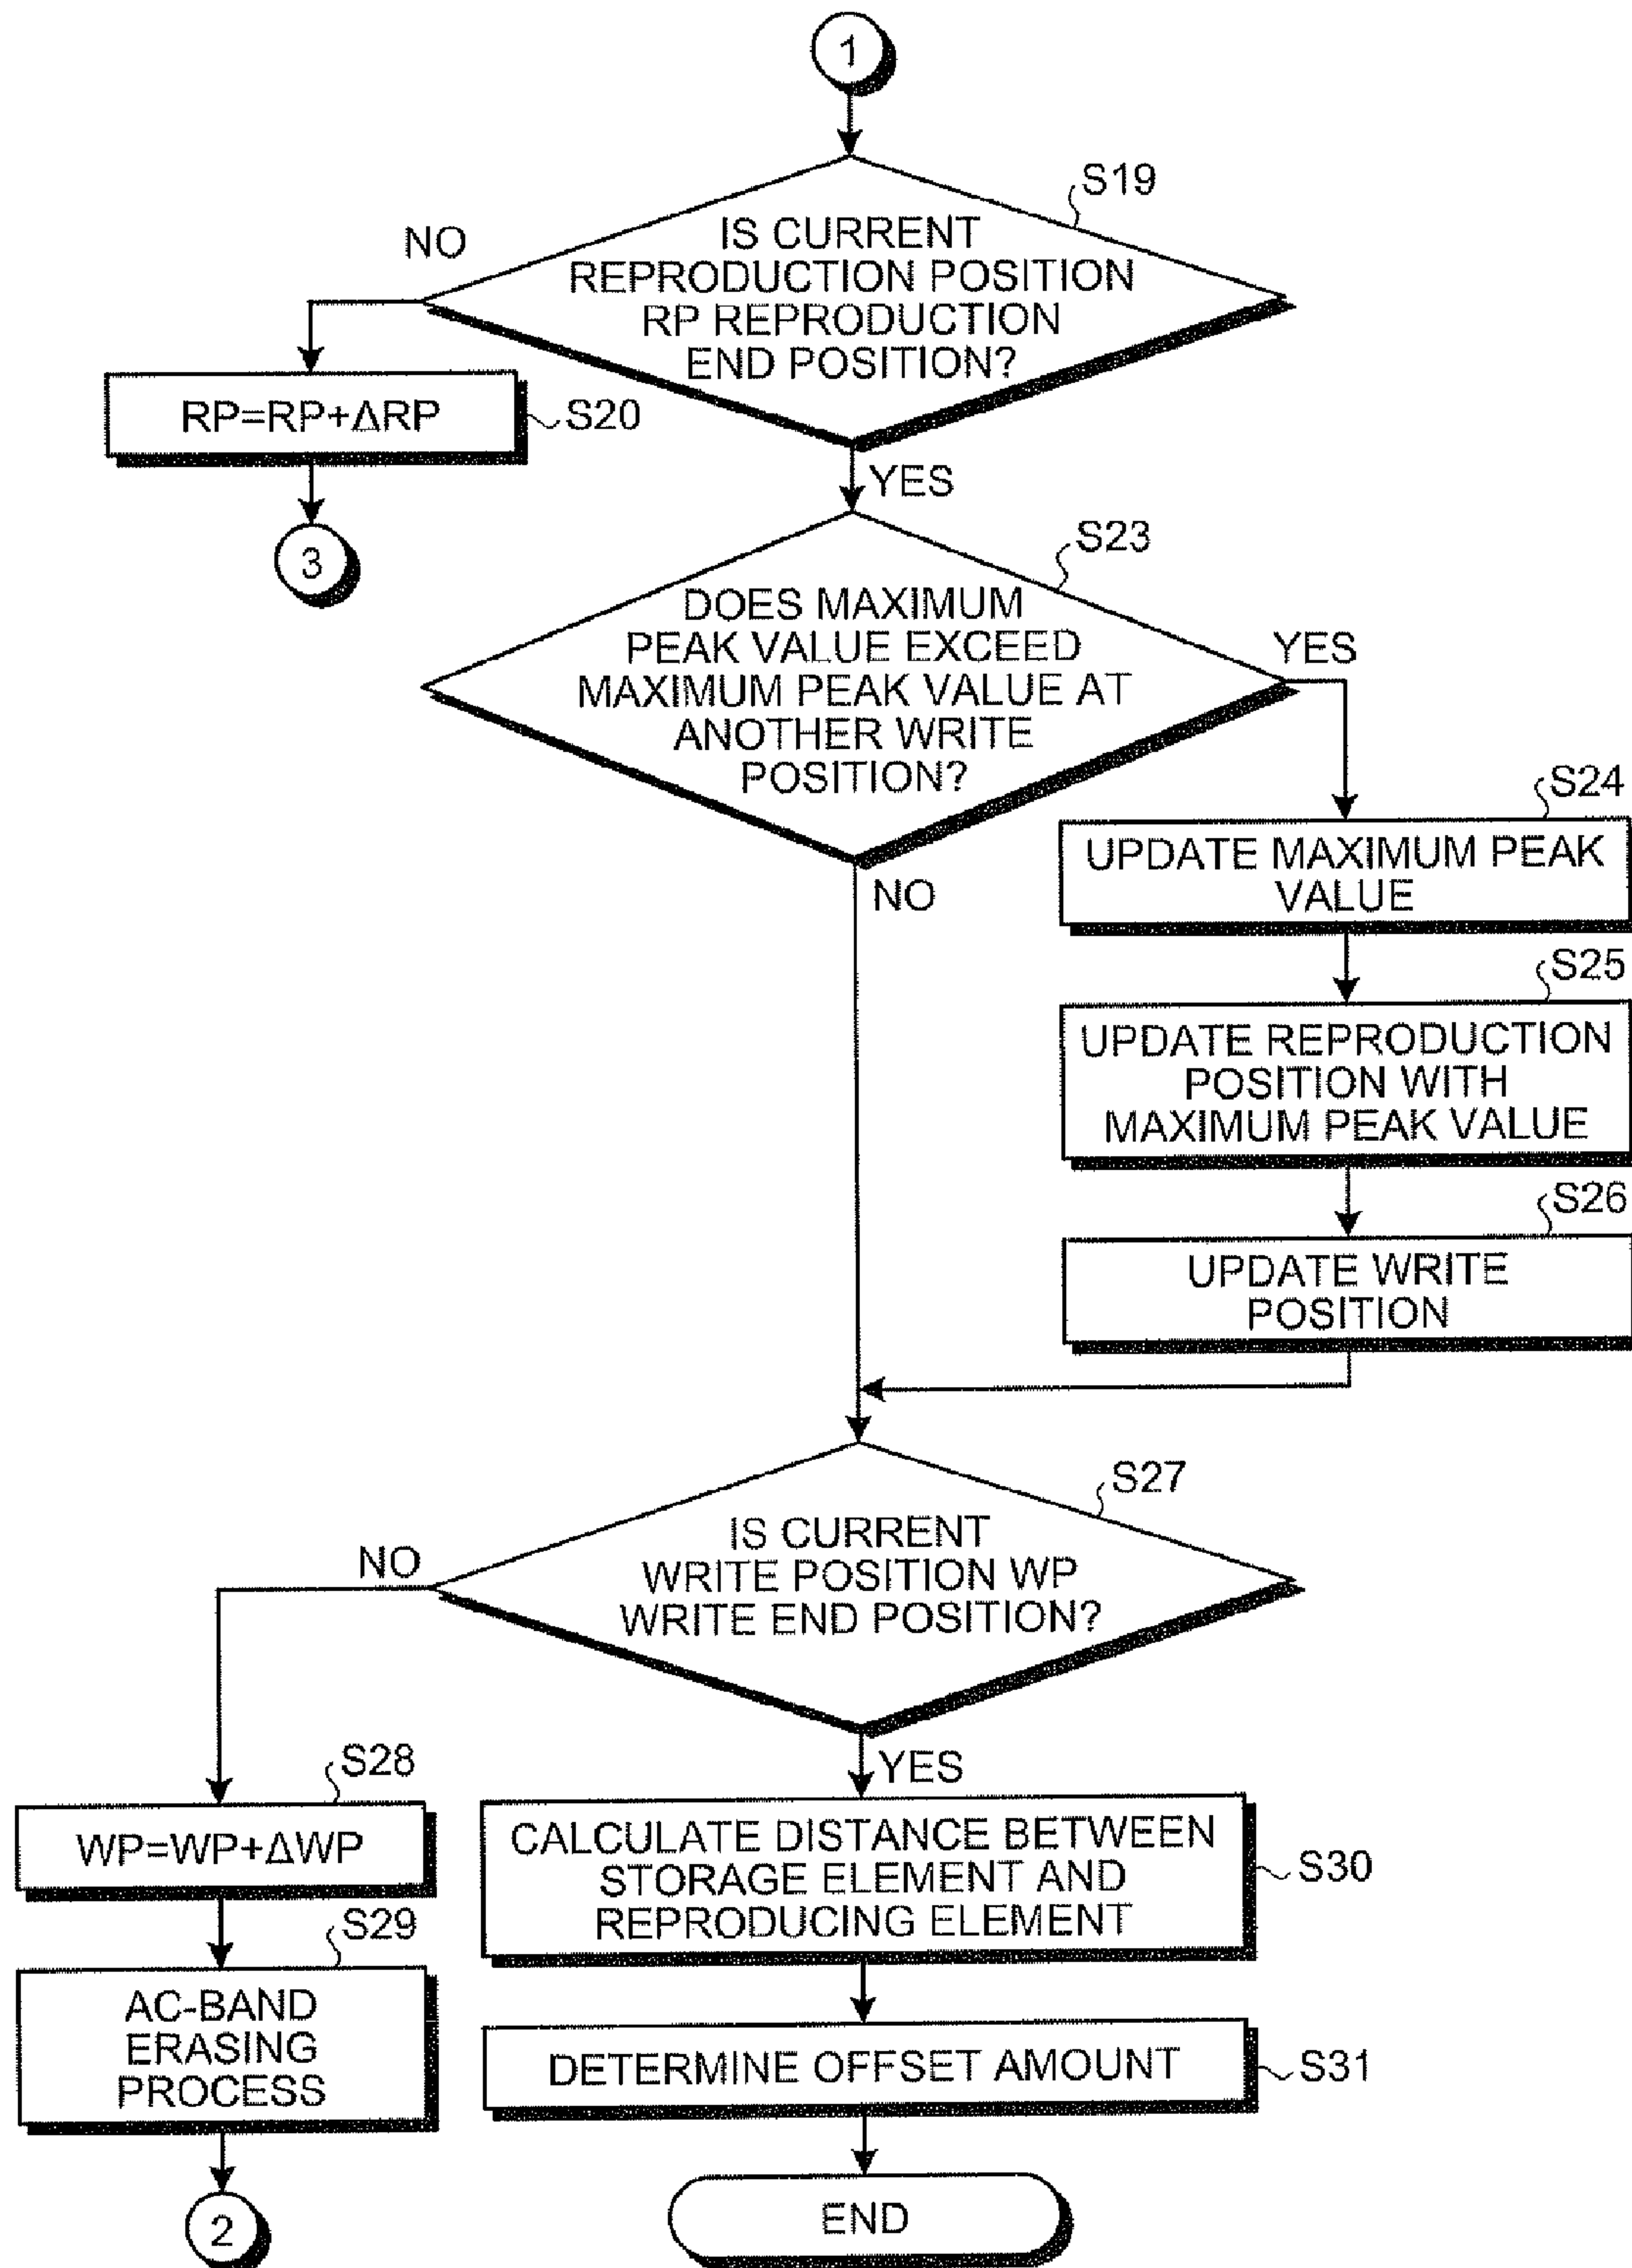 1
S19
NO
IS CURRENT
REPRODUCTION POSITION
RP REPRODUCTION
END POSITION?
RP=RP+ΔRP
S20
YES
3
S23
DOES MAXIMUM
PEAK VALUE EXCEED
MAXIMUM PEAK VALUE AT
ANOTHER WRITE
POSITION?
YES
S24
UPDATE MAXIMUM PEAK
VALUE
NO
S25
UPDATE REPRODUCTION
POSITION WITH
MAXIMUM PEAK VALUE
S26
UPDATE WRITE
POSITION
S27
NO
IS CURRENT
WRITE POSITION WP
WRITE END POSITION?
YES
S28
WP=WP+ΔWP
S29
AC-BAND
ERASING
PROCESS
2
CALCULATE DISTANCE BETWEEN
STORAGE ELEMENT AND
REPRODUCING ELEMENT
S30
DETERMINE OFFSET AMOUNT
S31
END